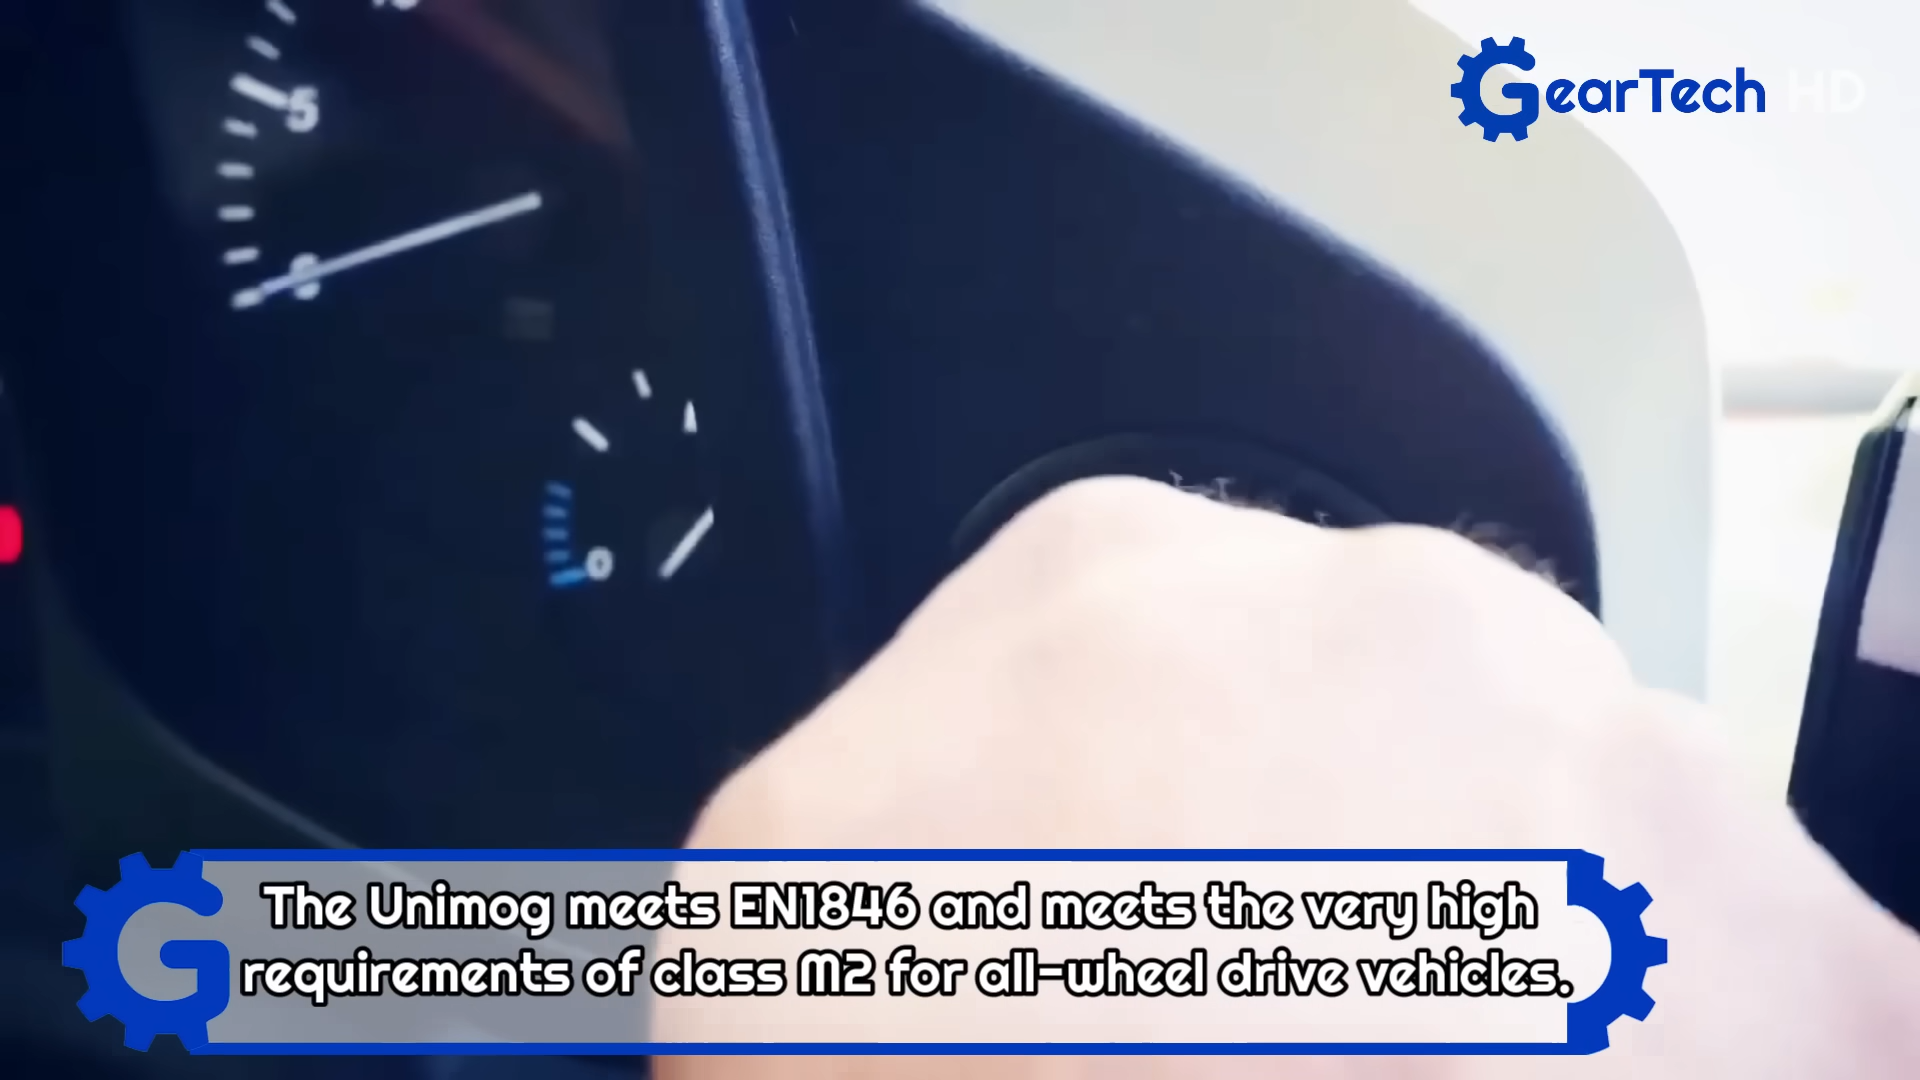 GearTech HD
5
0
0
The Unimog meets EN1846 and meets the very high
requirements of class M2 for all-wheel drive vehicles.